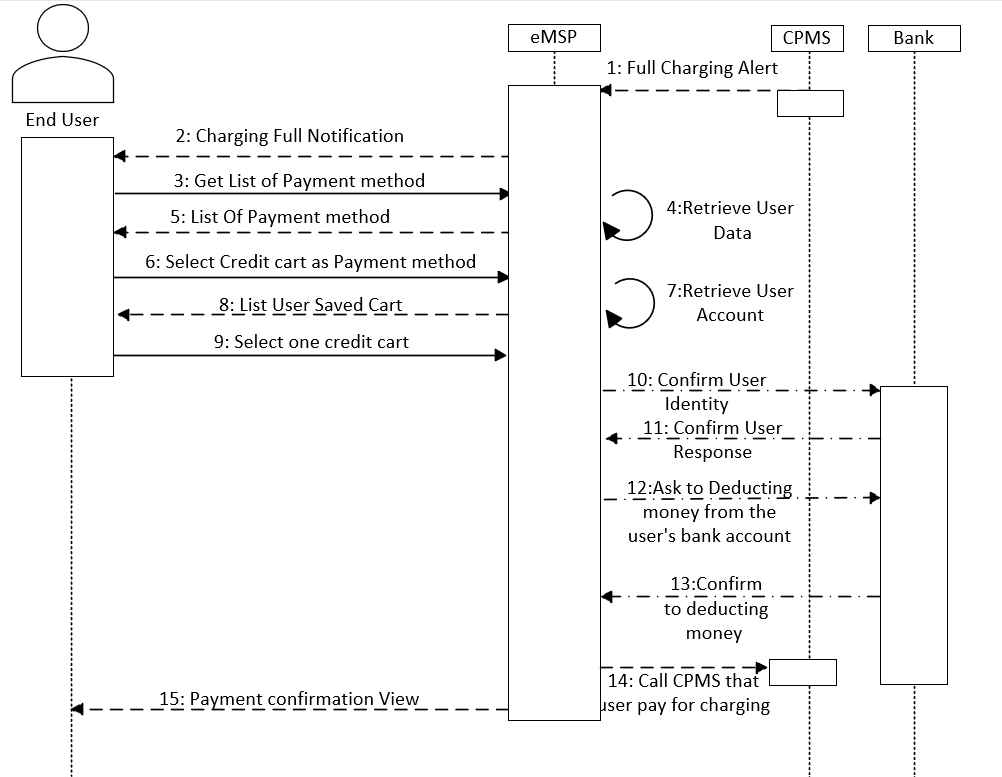 eMSP
CPMS
Bank
End User
1: Full Charging Alert
2: Charging Full Notification
3: Get List of Payment method
4:Retrieve User
Data
5: List Of Payment method
6: Select Credit cart as Payment method
7:Retrieve User
Account
8: List User Saved Cart
9: Select one credit cart
10: Confirm User
Identity
11: Confirm User
Response
12:Ask to Deducting
money from the
user's bank account
13:Confirm
to deducting
money
14: Call CPMS that
user pay for charging
15: Payment confirmation View